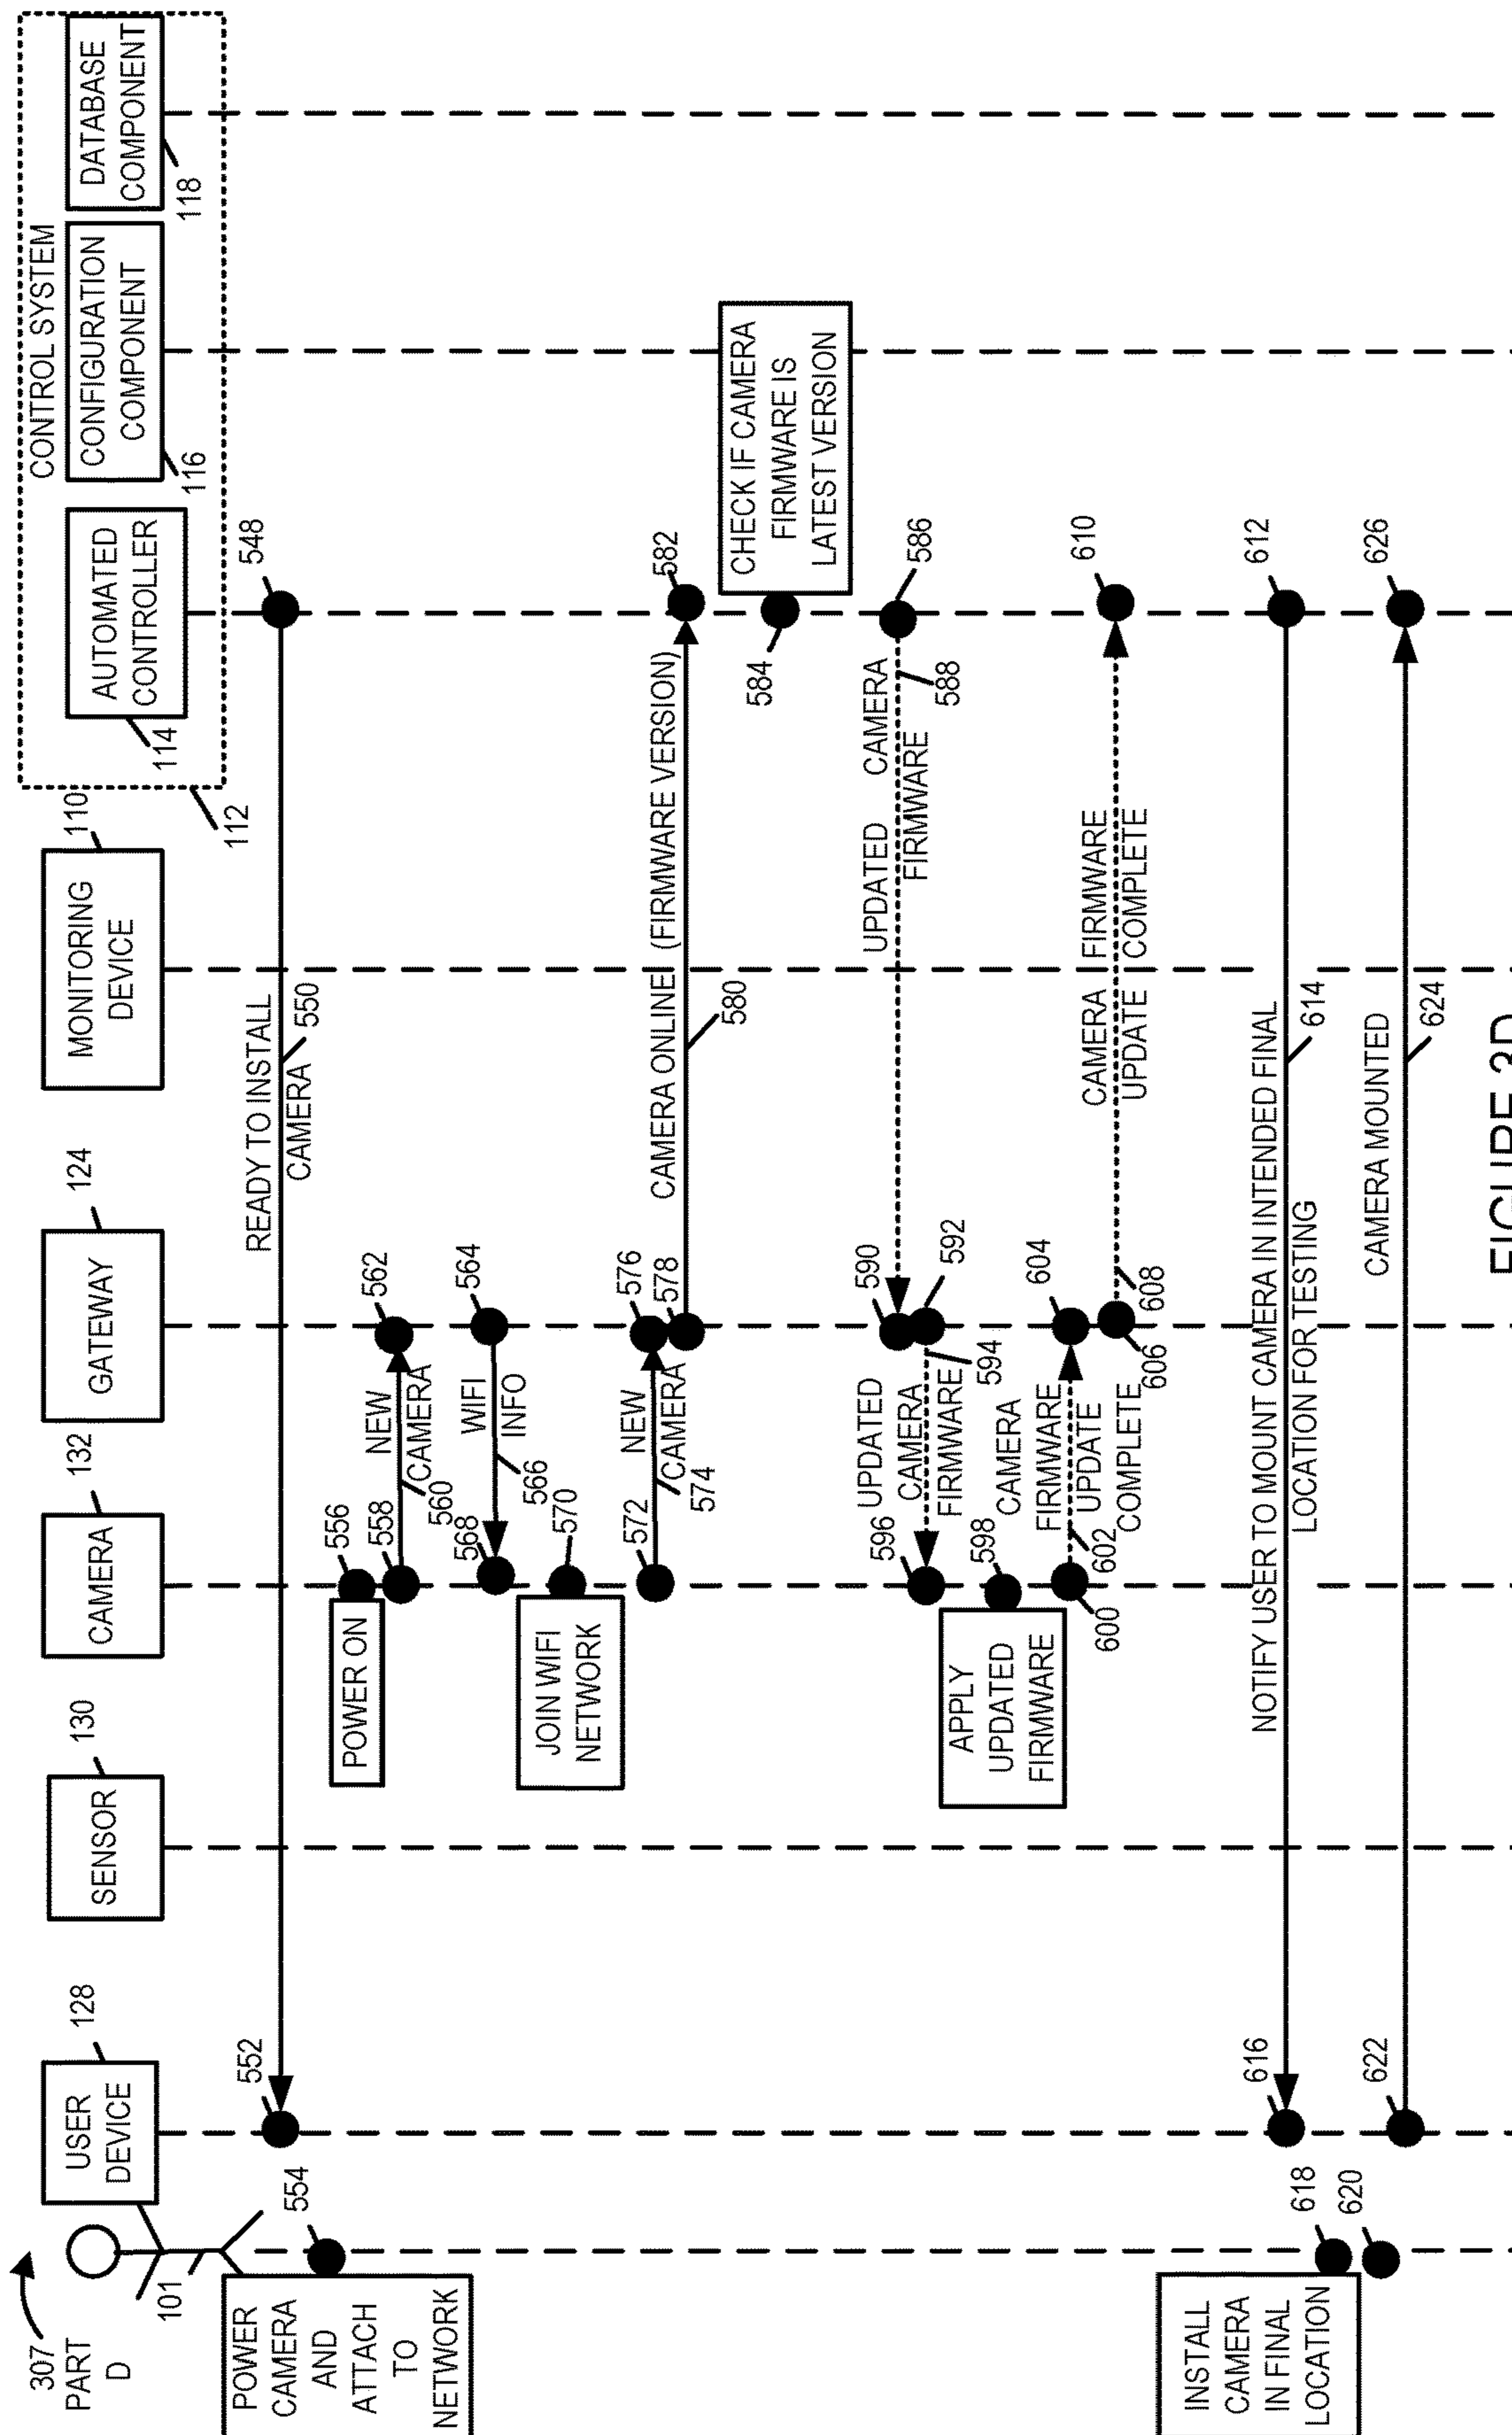 307
PART
D
101
USER
DEVICE
128
SENSOR
130
CAMERA
132
GATEWAY
124
MONITORING
DEVICE
110
CONTROL SYSTEM
112
AUTOMATED
CONTROLLER
114
CONFIGURATION
COMPONENT
116
DATABASE
COMPONENT
118
548
READY TO INSTALL
CAMERA
550
552
POWER
CAMERA
AND
ATTACH
TO
NETWORK
554
POWER ON
556
558
NEW
CAMERA
560
562
564
WIFI
INFO
566
568
JOIN WIFI
NETWORK
570
572
NEW
CAMERA
574
576
578
CAMERA ONLINE (FIRMWARE VERSION)
580
582
584
CHECK IF CAMERA
FIRMWARE IS
LATEST VERSION
586
UPDATED CAMERA
FIRMWARE
588
590
592
UPDATED
CAMERA
FIRMWARE
594
596
APPLY
UPDATED
FIRMWARE
598
600
CAMERA
FIRMWARE
UPDATE
COMPLETE
602
604
606
CAMERA FIRMWARE
UPDATE COMPLETE
608
610
612
NOTIFY USER TO MOUNT CAMERA IN INTENDED FINAL
LOCATION FOR TESTING
614
616
INSTALL
CAMERA
IN FINAL
LOCATION
618
620
622
CAMERA MOUNTED
624
626
FIGURE 3D